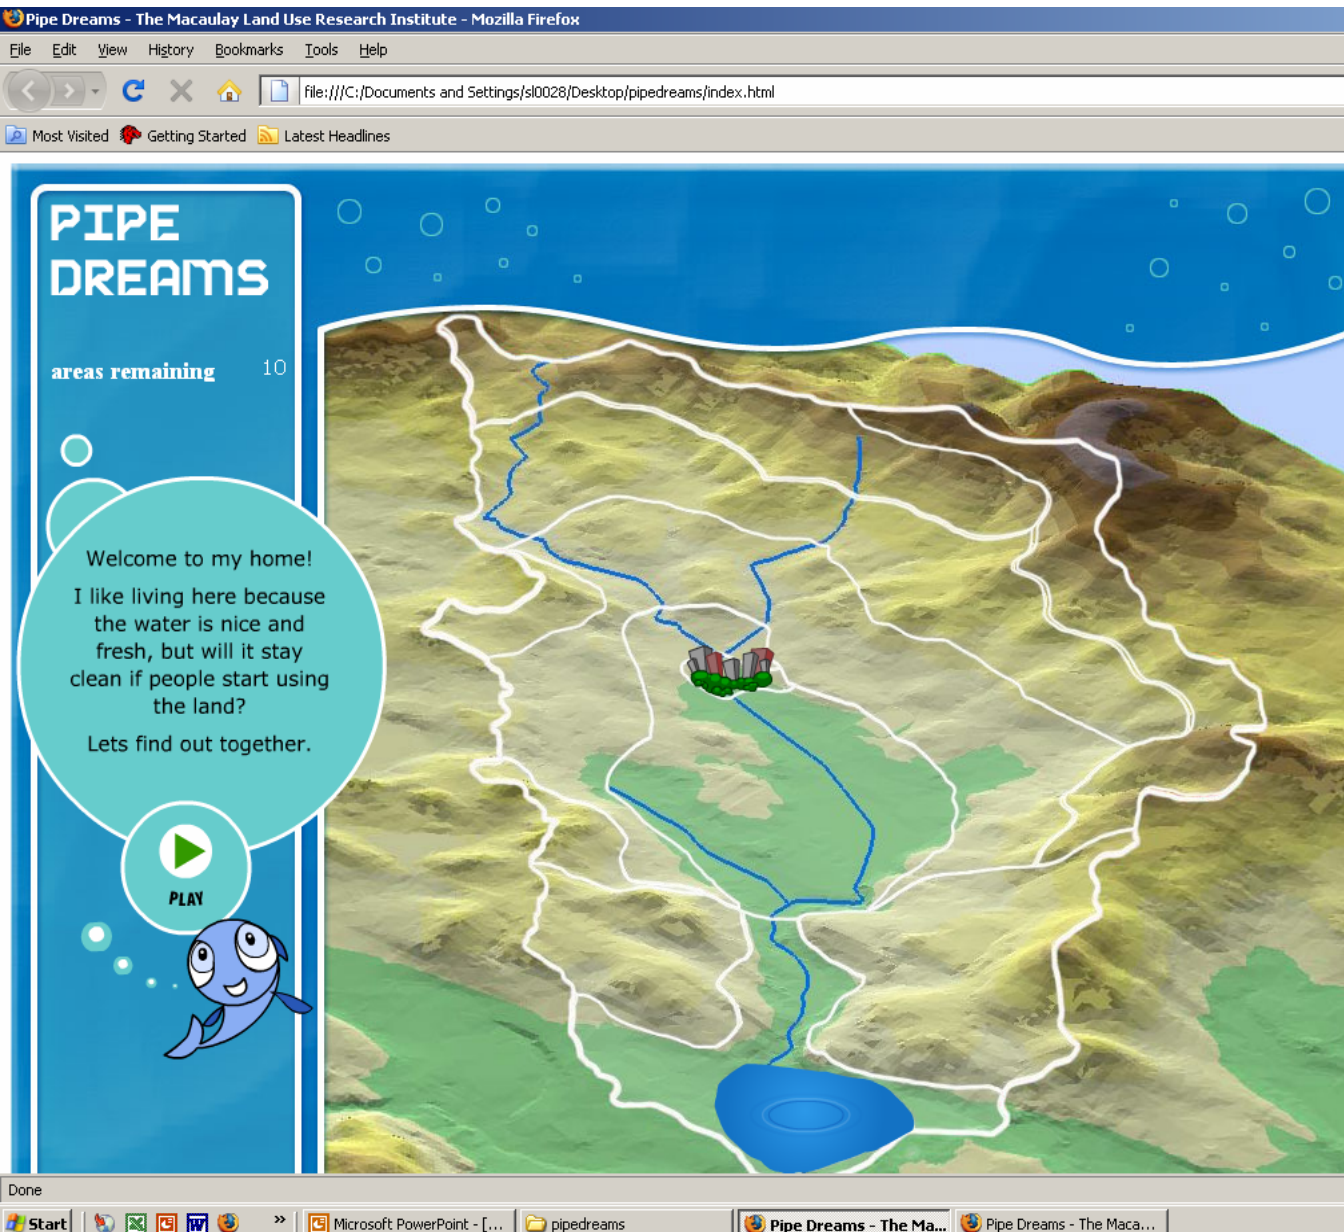 Pipe Dreams - The Macaulay Land Use Research Institute - Mozilla Firefox
File Edit View History Bookmarks Tools Help
file:///C:/Documents and Settings/sl0028/Desktop/pipedreams/index.html
Most Visited Getting Started Latest Headlines
PIPE
DREAMS
areas remaining 10
Welcome to my home!
I like living here because
the water is nice and
fresh, but will it stay
clean if people start using
the land?
Lets find out together.
PLAY
Done
Start » Microsoft PowerPoint - [... pipedreams Pipe Dreams - The Ma... Pipe Dreams - The Maca...